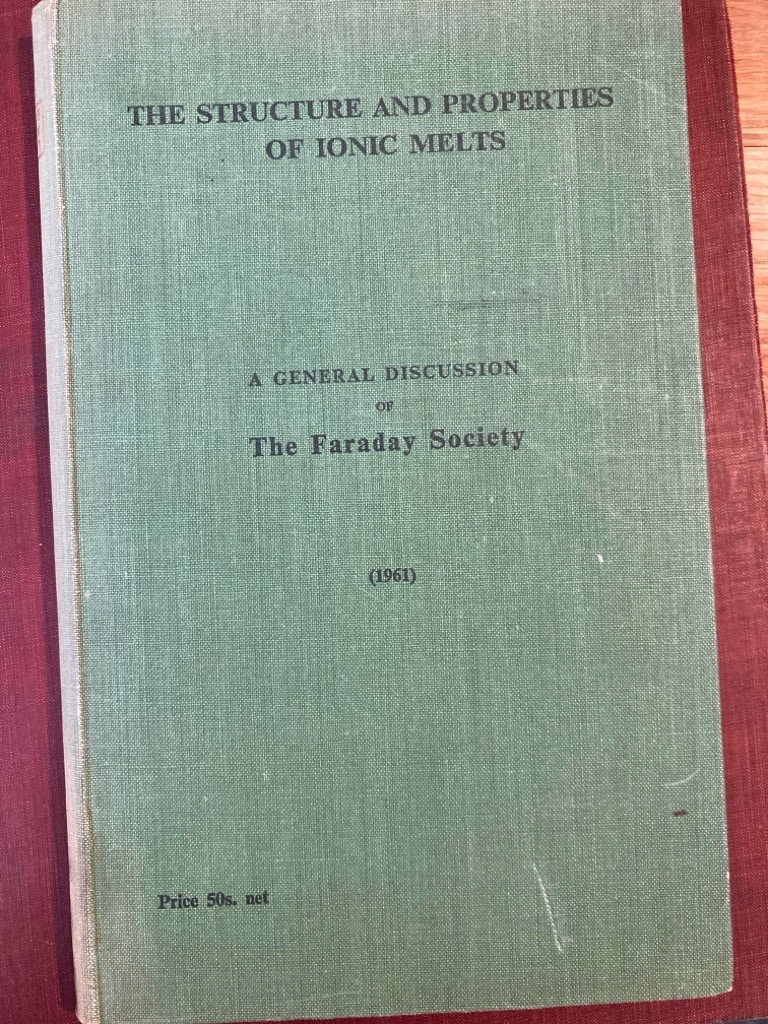 THE STRUCTURE AND PROPERTIES
OF IONIC MELTS
A GENERAL DISCUSSION
OF
The Faraday Society
(1961)
Price 50s. net